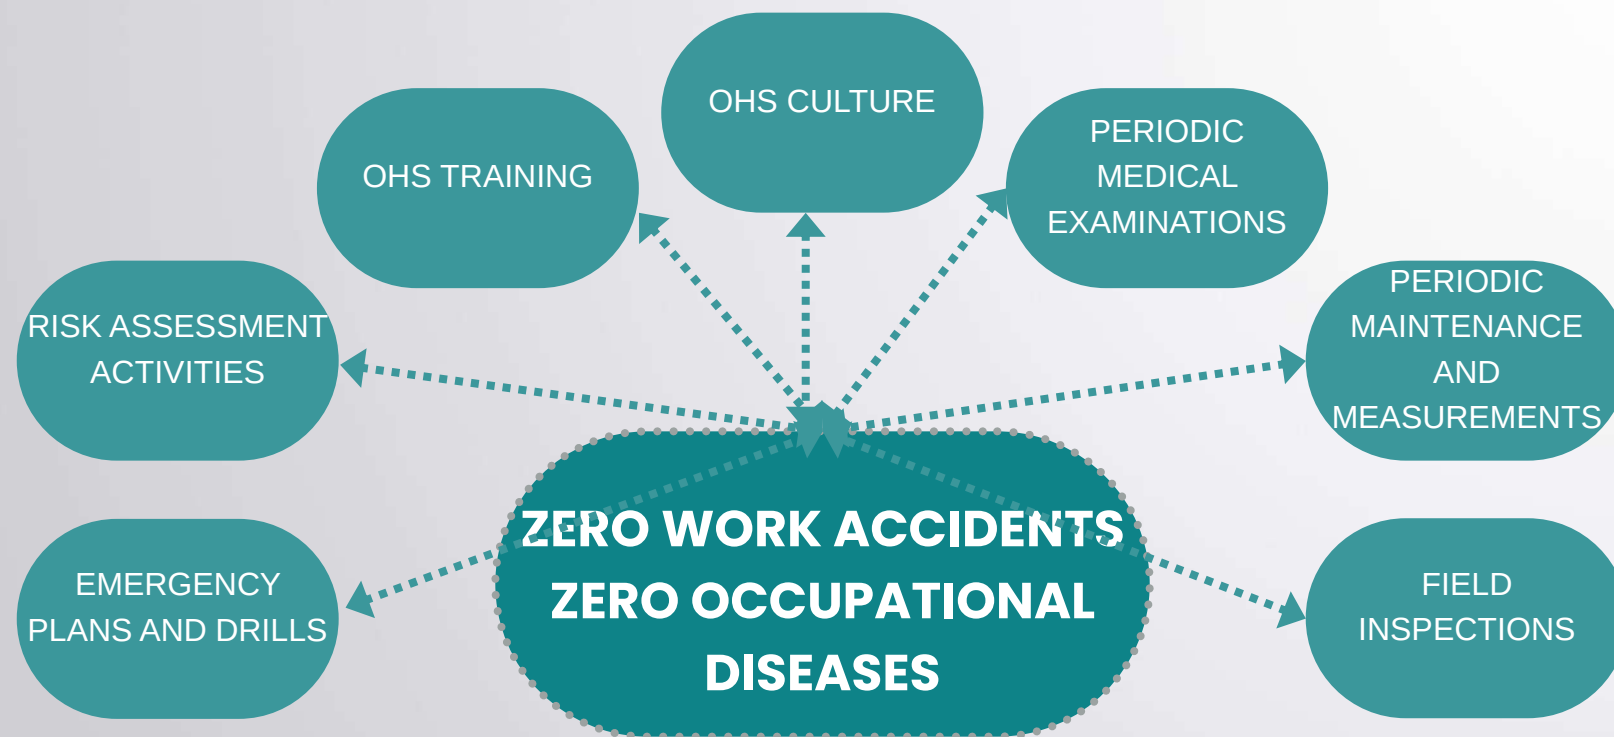 OHS CULTURE
OHS TRAINING
PERIODIC
MEDICAL
EXAMINATIONS
RISK ASSESSMENT
ACTIVITIES
PERIODIC
MAINTENANCE
AND
MEASUREMENTS
EMERGENCY
PLANS AND DRILLS
ZERO WORK ACCIDENTS
ZERO OCCUPATIONAL
DISEASES
FIELD
INSPECTIONS